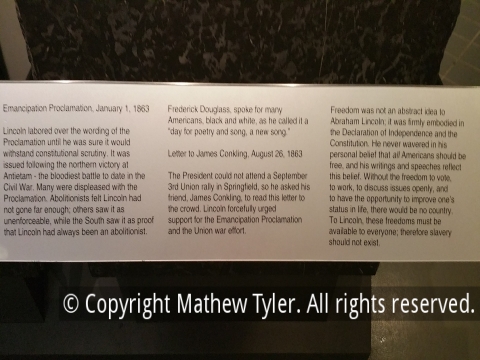 Emancipation Proclamation, January 1, 1863
Lincoln labored over the wording of the
Proclamation until he was sure it would
withstand constitutional scrutiny. It was
issued following the northern victory at
Antietam - the bloodiest battle to date in the
Civil War. Many were displeased with the
Proclamation. Abolitionists felt Lincoln had
not gone far enough; others saw it as
unenforceable, while the South saw it as proof
that Lincoln had always been an abolitionist.
Frederick Douglass, spoke for many
Americans, black and white, as he called it a
"day for poetry and song, a new song."
Letter to James Conkling, August 26, 1863
The President could not attend a September
3rd Union rally in Springfield, so he asked his
friend, James Conkling, to read this letter to
the crowd. Lincoln forcefully urged
support for the Emancipation Proclamation
and the Union war effort.
Freedom was not an abstract idea to
Abraham Lincoln; it was firmly embodied in
the Declaration of Independence and the
Constitution. He never wavered in his
personal belief that all Americans should be
free, and his writings and speeches reflect
this belief. Without the freedom to vote,
to work, to discuss issues openly, and
to have the opportunity to improve one's
status in life, there would be no country.
To Lincoln, these freedoms must be
available to everyone; therefore slavery
should not exist.
© Copyright Mathew Tyler. All rights reserved.